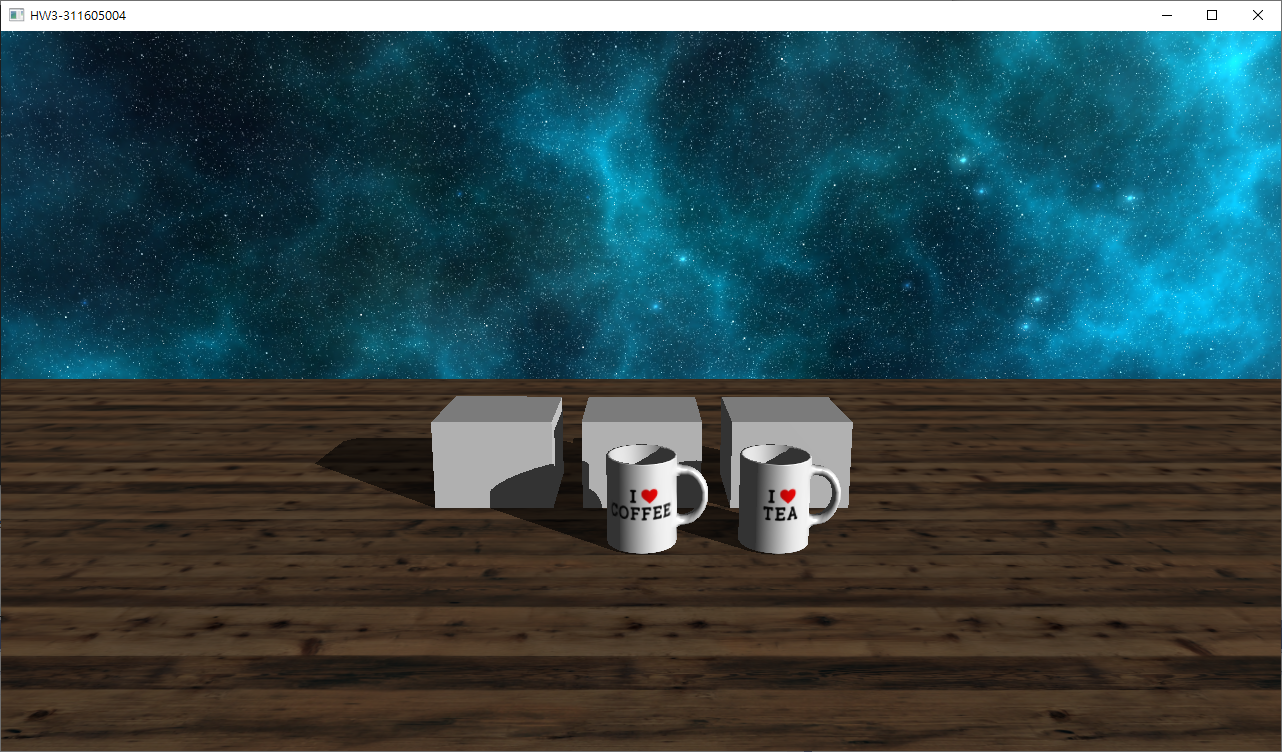 HW3-311605004
I ❤
COFFEE
I ❤
TEA